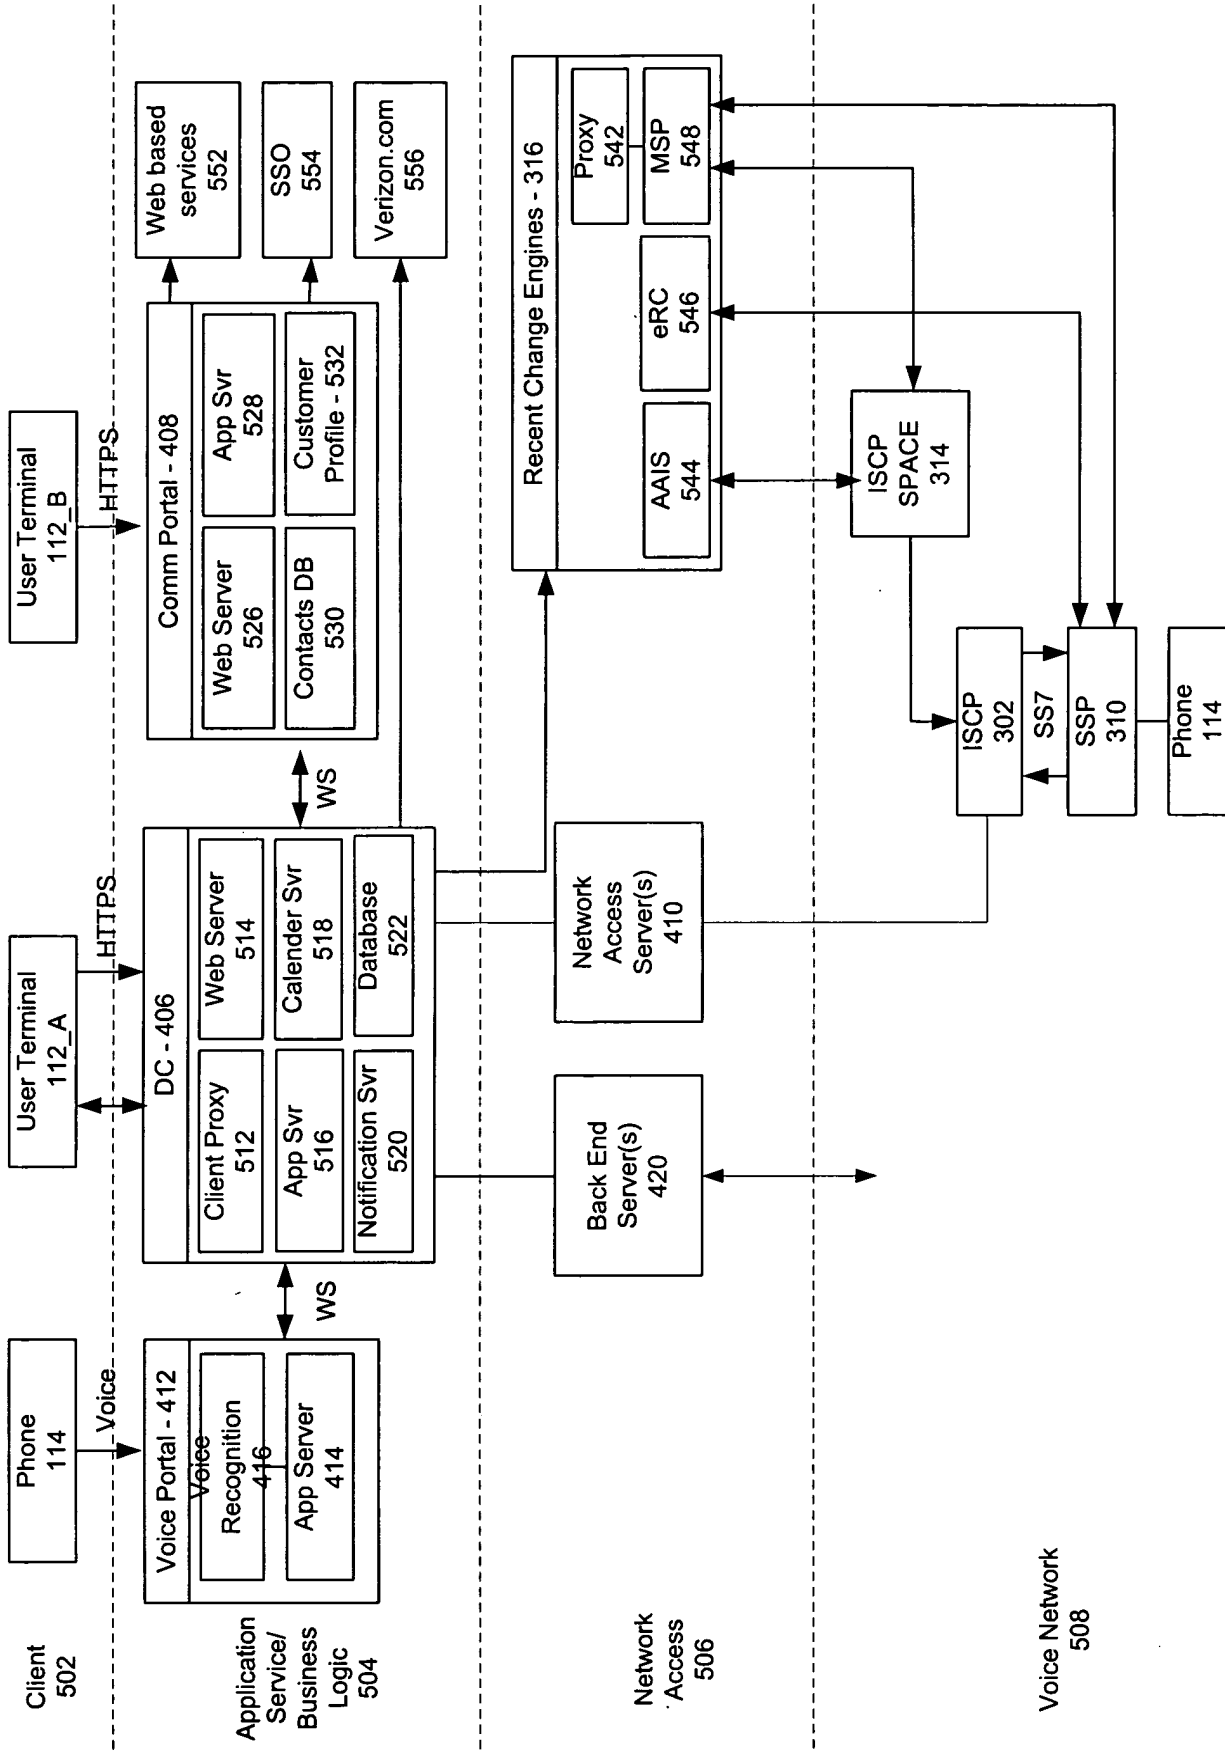 Client
502
Phone
114
User Terminal
112_A
User Terminal
112_B
Voice
HTTPS
HTTPS
Application
Service/
Business
Logic
504
Voice Portal - 412
Voice
Recognition
416
App Server
414
WS
DC - 406
Client Proxy
512
Web Server
514
App Svr
516
Calender Svr
518
Notification Svr
520
Database
522
WS
Comm Portal - 408
Web Server
526
App Svr
528
Contacts DB
530
Customer
Profile - 532
Web based
services
552
SSO
554
Verizon.com
556
Network
Access
506
Back End
Server(s)
420
Network
Access
Server(s)
410
Recent Change Engines - 316
Proxy
542
AAIS
544
eRC
546
MSP
548
Voice Network
508
ISCP
SPACE
314
ISCP
302
SS7
SSP
310
Phone
114